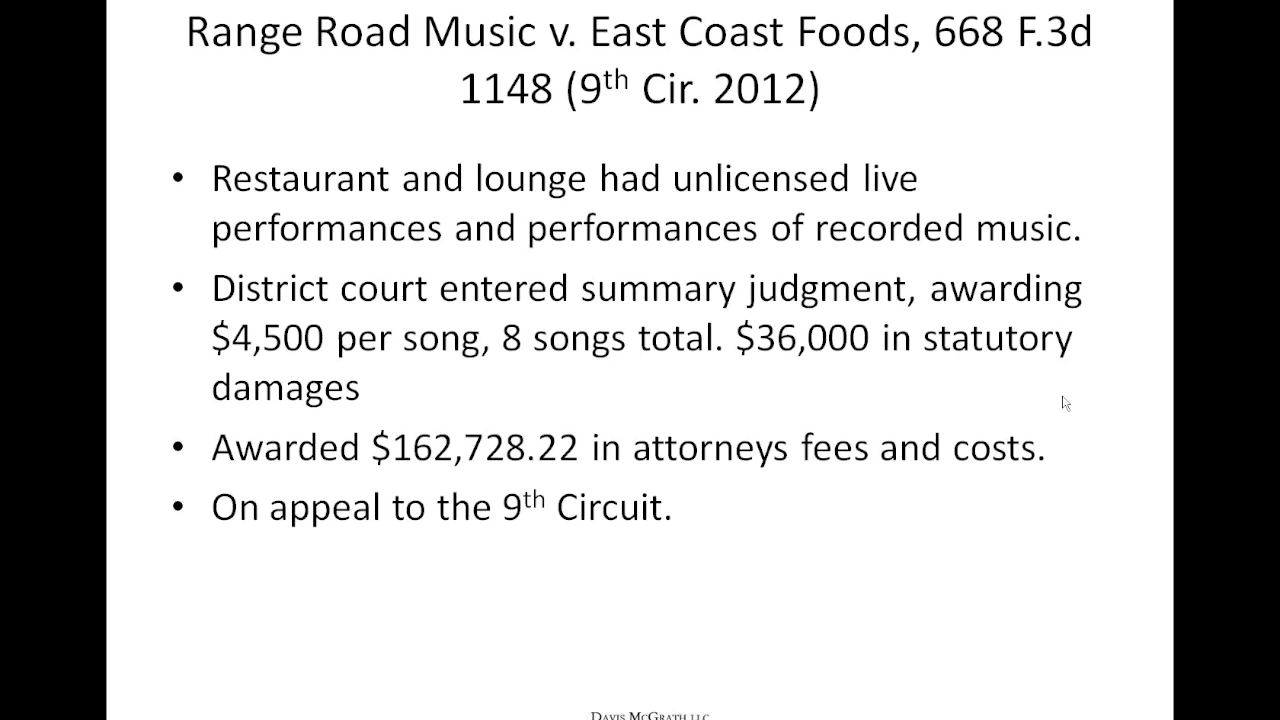 Range Road Music v. East Coast Foods, 668 F.3d
1148 (9th Cir. 2012)
• Restaurant and lounge had unlicensed live
performances and performances of recorded music.
• District court entered summary judgment, awarding
$4,500 per song, 8 songs total. $36,000 in statutory
damages
• Awarded $162,728.22 in attorneys fees and costs.
• On appeal to the 9th Circuit.
DAVIS MCGRATH LLC